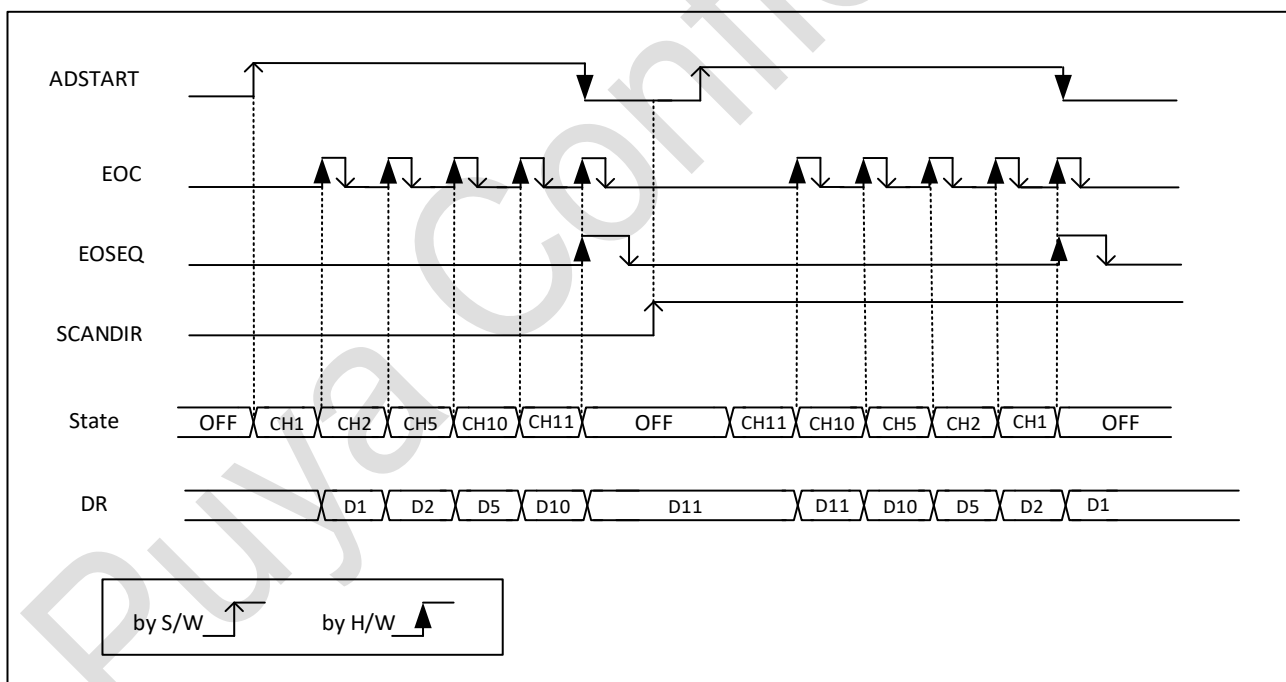 ADSTART
EOC
EOSEQ
SCANDIR
State OFF CH1 CH2 CH5 CH10 CH11 OFF CH11 CH10 CH5 CH2 CH1 OFF
DR D1 D2 D5 D10 D11 D11 D10 D5 D2 D1
by S/W by H/W
Puya Confi